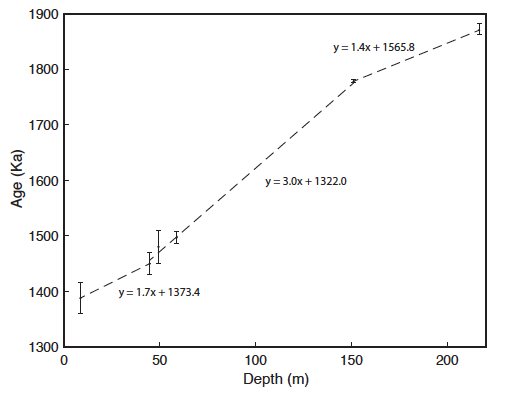 1900
1800
1700
1600
1500
1400
1300
Age (Ka)
y = 1.4x + 1565.8
y = 3.0x + 1322.0
y = 1.7x + 1373.4
0 50 100 150 200
Depth (m)